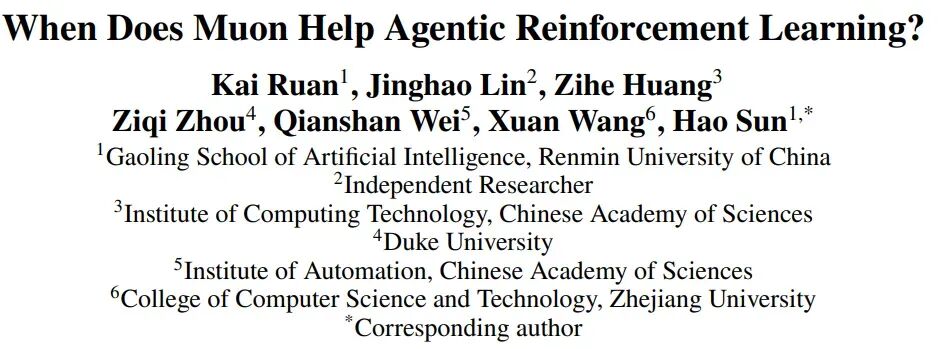 When Does Muon Help Agentic Reinforcement Learning?
Kai Ruan¹, Jinghao Lin², Zihe Huang³
Ziqi Zhou⁴, Qianshan Wei⁵, Xuan Wang⁶, Hao Sun¹,*
¹Gaoling School of Artificial Intelligence, Renmin University of China
²Independent Researcher
³Institute of Computing Technology, Chinese Academy of Sciences
⁴Duke University
⁵Institute of Automation, Chinese Academy of Sciences
⁶College of Computer Science and Technology, Zhejiang University
*Corresponding author